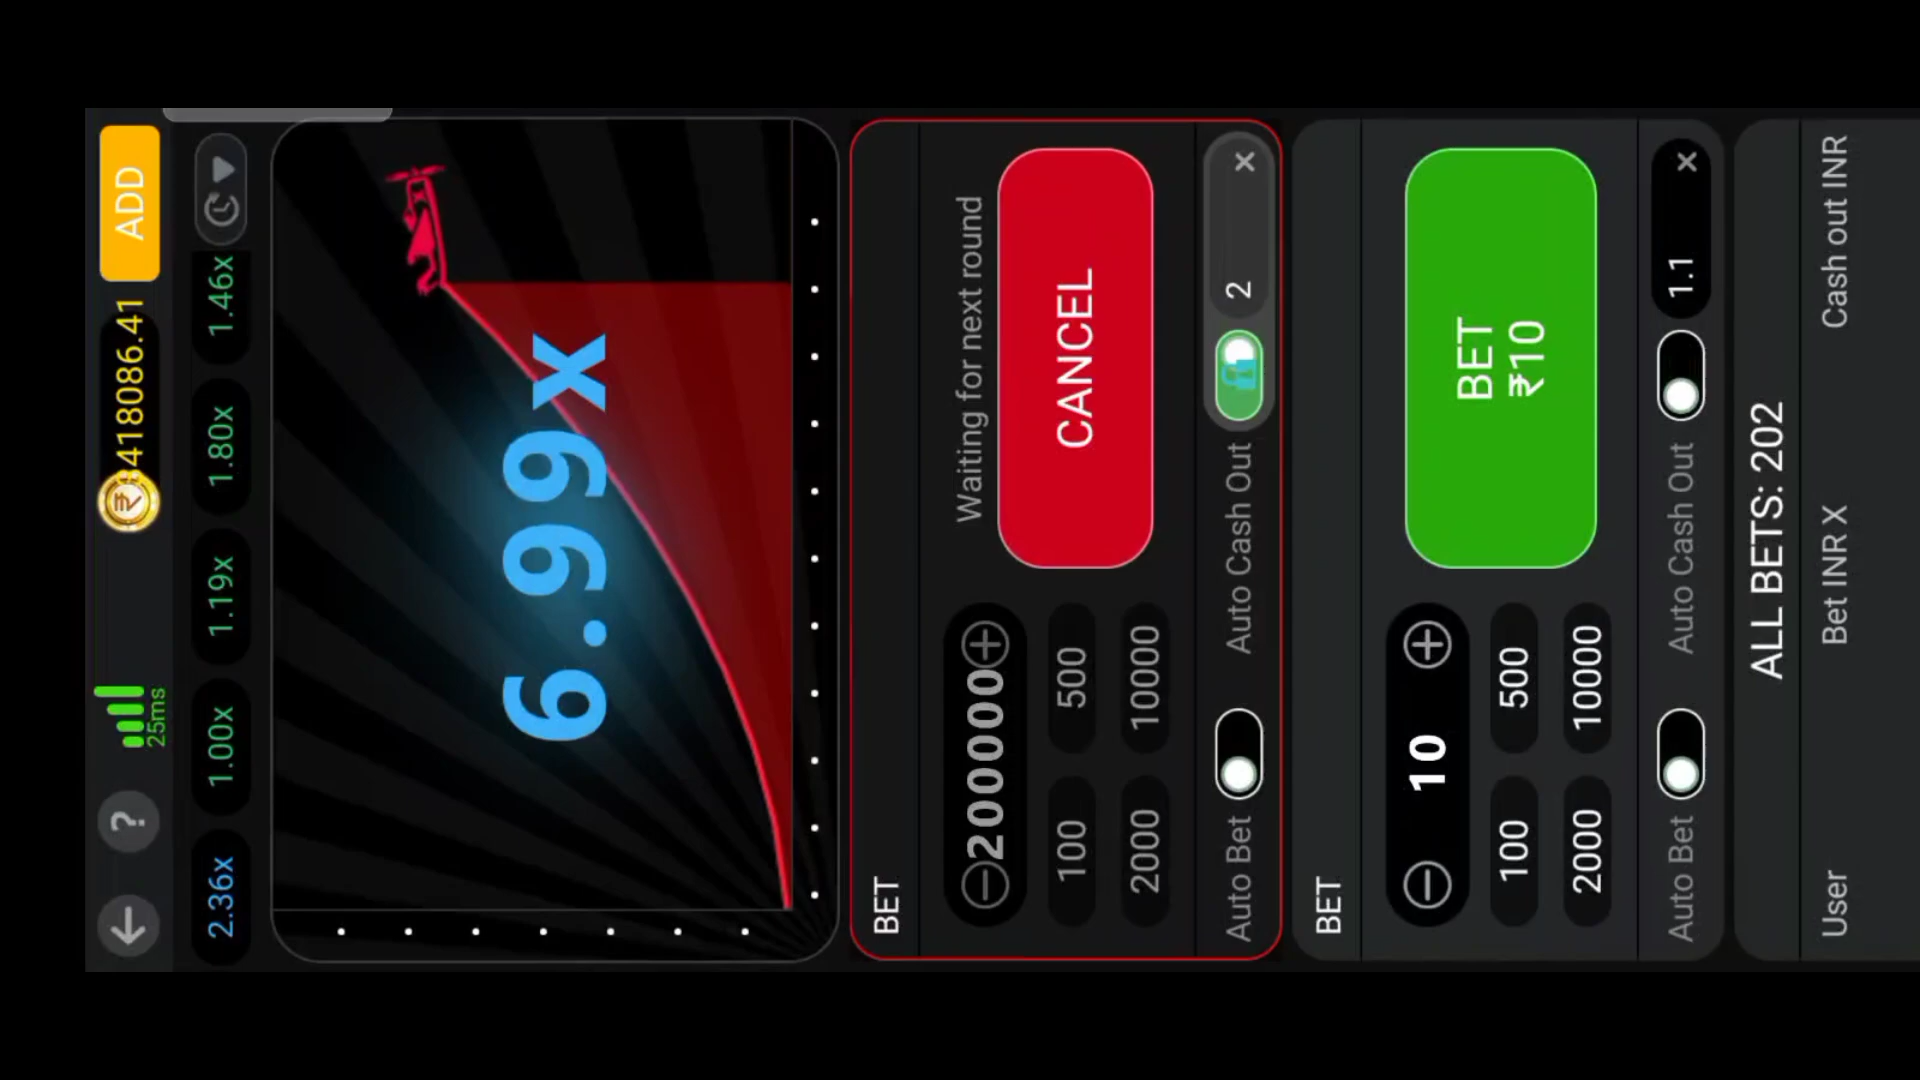 ?
25ms
418086.41
ADD
2.36x 1.00x 1.19x 1.80x 1.46x
6.99x
BET
2000000
100 500
2000 10000
Waiting for next round
CANCEL
Auto Bet
Auto Cash Out
2
BET
10
100 500
2000 10000
BET
₹10
Auto Bet
Auto Cash Out
1.1
ALL BETS: 202
User Bet INR X Cash out INR